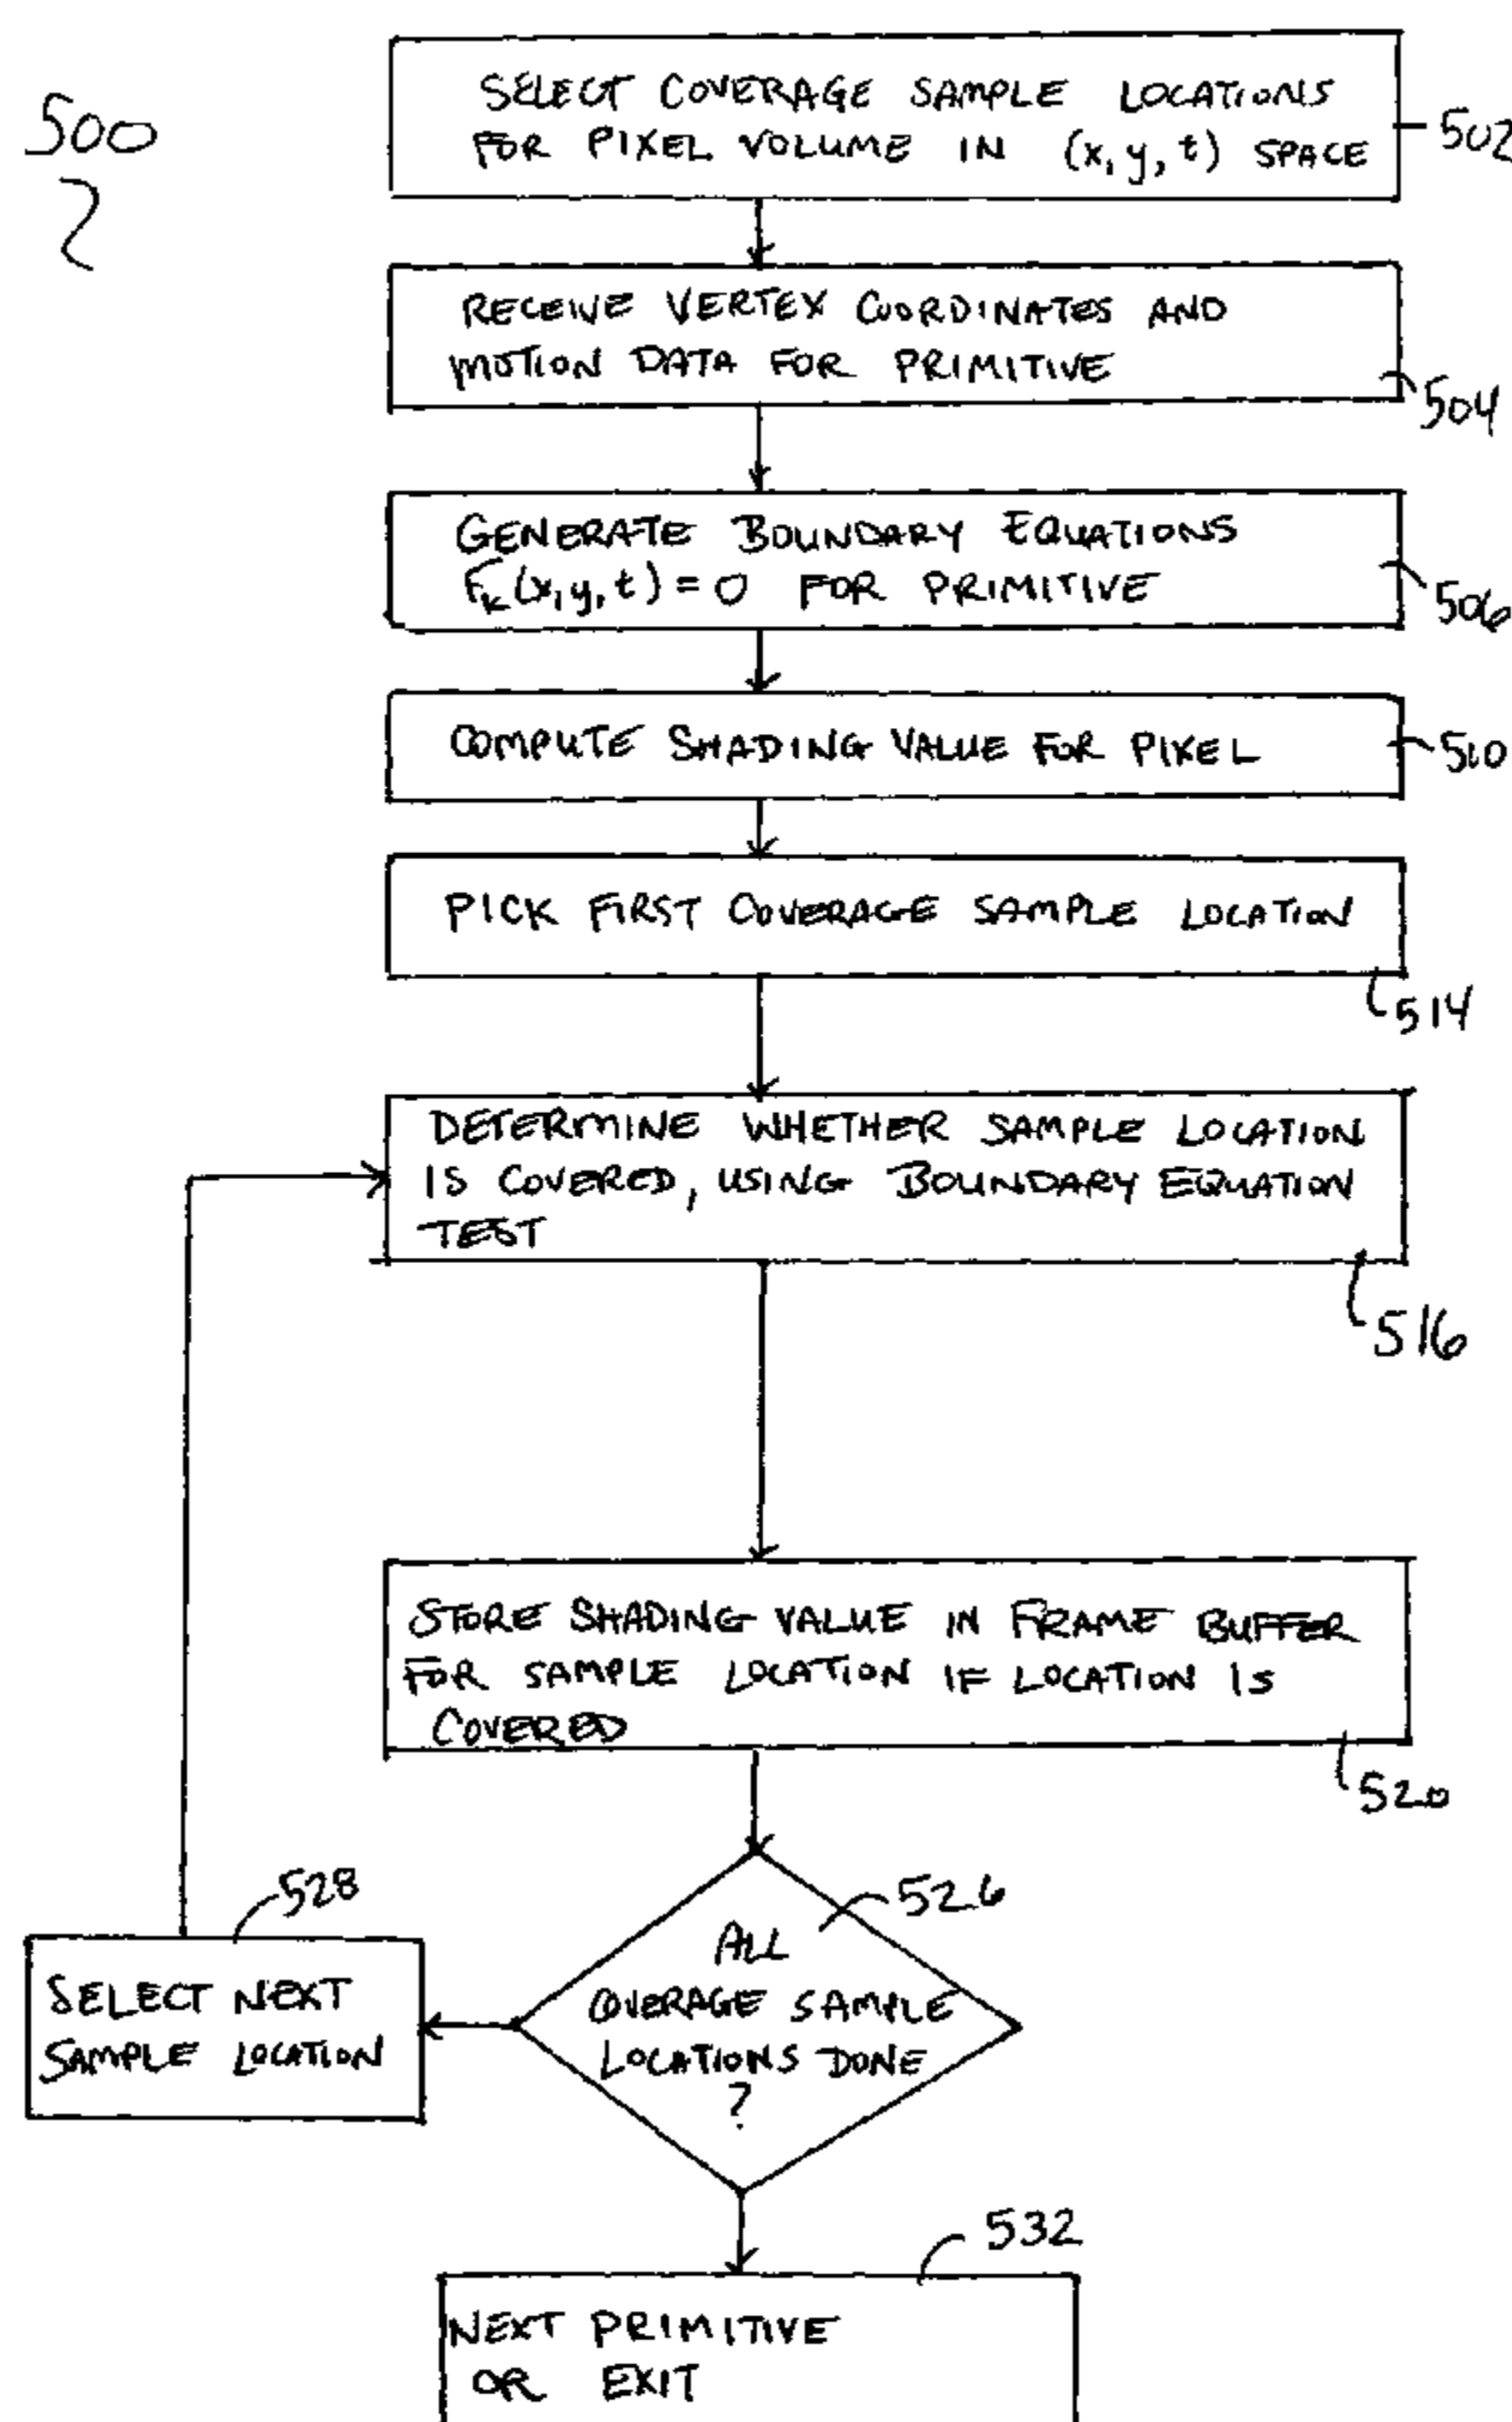 500
SELECT COVERAGE SAMPLE LOCATIONS
FOR PIXEL VOLUME IN (x, y, t) SPACE
502
RECEIVE VERTEX COORDINATES AND
MOTION DATA FOR PRIMITIVE
504
GENERATE BOUNDARY EQUATIONS
Fk(x, y, t) = 0 FOR PRIMITIVE
506
COMPUTE SHADING VALUE FOR PIXEL
510
PICK FIRST COVERAGE SAMPLE LOCATION
514
DETERMINE WHETHER SAMPLE LOCATION
IS COVERED, USING BOUNDARY EQUATION
TEST
516
STORE SHADING VALUE IN FRAME BUFFER
FOR SAMPLE LOCATION IF LOCATION IS
COVERED
520
526
ALL
COVERAGE SAMPLE
LOCATIONS DONE
?
528
SELECT NEXT
SAMPLE LOCATION
532
NEXT PRIMITIVE
OR EXIT